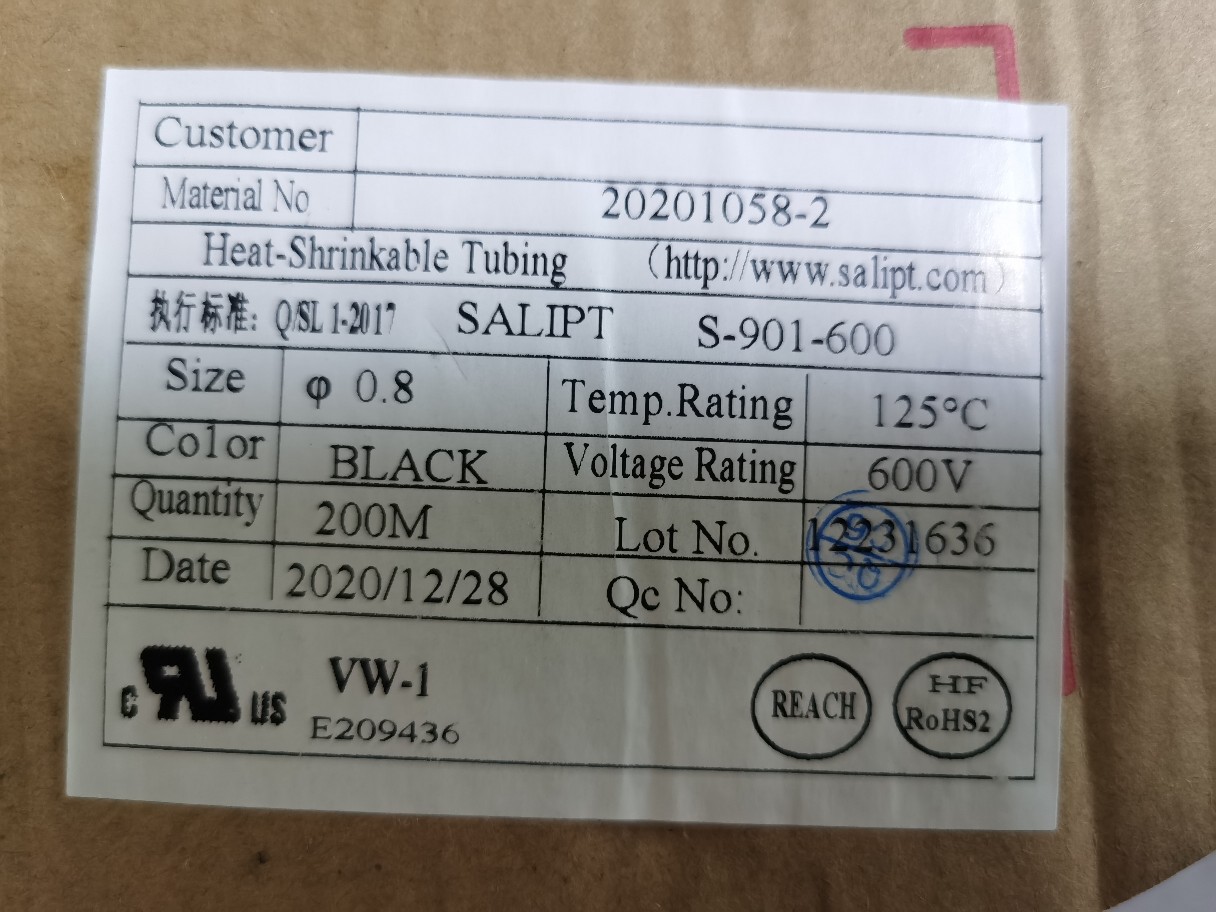 Customer
Material No 20201058-2
Heat-Shrinkable Tubing （http://www.salipt.com）
执行标准: Q/SL 1-2017 SALIPT S-901-600
Size φ 0.8 Temp.Rating 125°C
Color BLACK Voltage Rating 600V
Quantity 200M Lot No. 12231636
Date 2020/12/28 Qc No:
c RU US VW-1 REACH HF
E209436 RoHS2